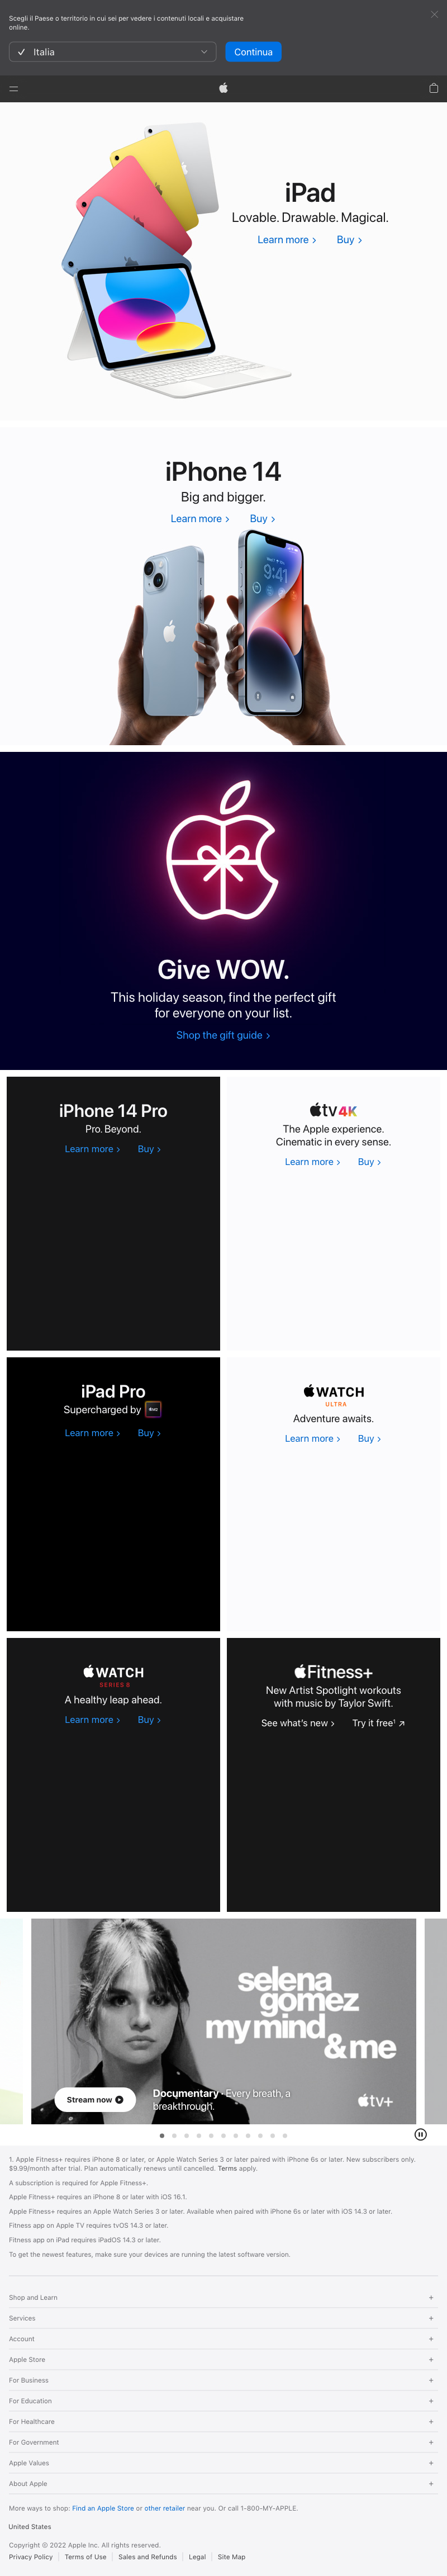 Scegli il Paese o territorio in cui sei per vedere i contenuti locali e acquistare
online.
Italia
Continua
iPad
Lovable. Drawable. Magical.
Learn more
Buy
iPhone 14
Big and bigger.
Learn more
Buy
9:41
Give WOW.
This holiday season, find the perfect gift
for everyone on your list.
Shop the gift guide
iPhone 14 Pro
Pro. Beyond.
Learn more
Buy
tv 4K
The Apple experience.
Cinematic in every sense.
Learn more
Buy
iPad Pro
Supercharged by M2
Learn more
Buy
WATCH
ULTRA
Adventure awaits.
Learn more
Buy
WATCH
SERIES 8
A healthy leap ahead.
Learn more
Buy
Fitness+
New Artist Spotlight workouts
with music by Taylor Swift.
See what's new
Try it free¹
selena
gomez
my mind
& me
Stream now
Documentary · Every breath, a
breakthrough.
tv+
1. Apple Fitness+ requires iPhone 8 or later, or Apple Watch Series 3 or later paired with iPhone 6s or later. New subscribers only.
$9.99/month after trial. Plan automatically renews until cancelled. Terms apply.
A subscription is required for Apple Fitness+.
Apple Fitness+ requires an iPhone 8 or later with iOS 16.1.
Apple Fitness+ requires an Apple Watch Series 3 or later. Available when paired with iPhone 6s or later with iOS 14.3 or later.
Fitness app on Apple TV requires tvOS 14.3 or later.
Fitness app on iPad requires iPadOS 14.3 or later.
To get the newest features, make sure your devices are running the latest software version.
Shop and Learn
Services
Account
Apple Store
For Business
For Education
For Healthcare
For Government
Apple Values
About Apple
More ways to shop: Find an Apple Store or other retailer near you. Or call 1-800-MY-APPLE.
United States
Copyright © 2022 Apple Inc. All rights reserved.
Privacy Policy
Terms of Use
Sales and Refunds
Legal
Site Map